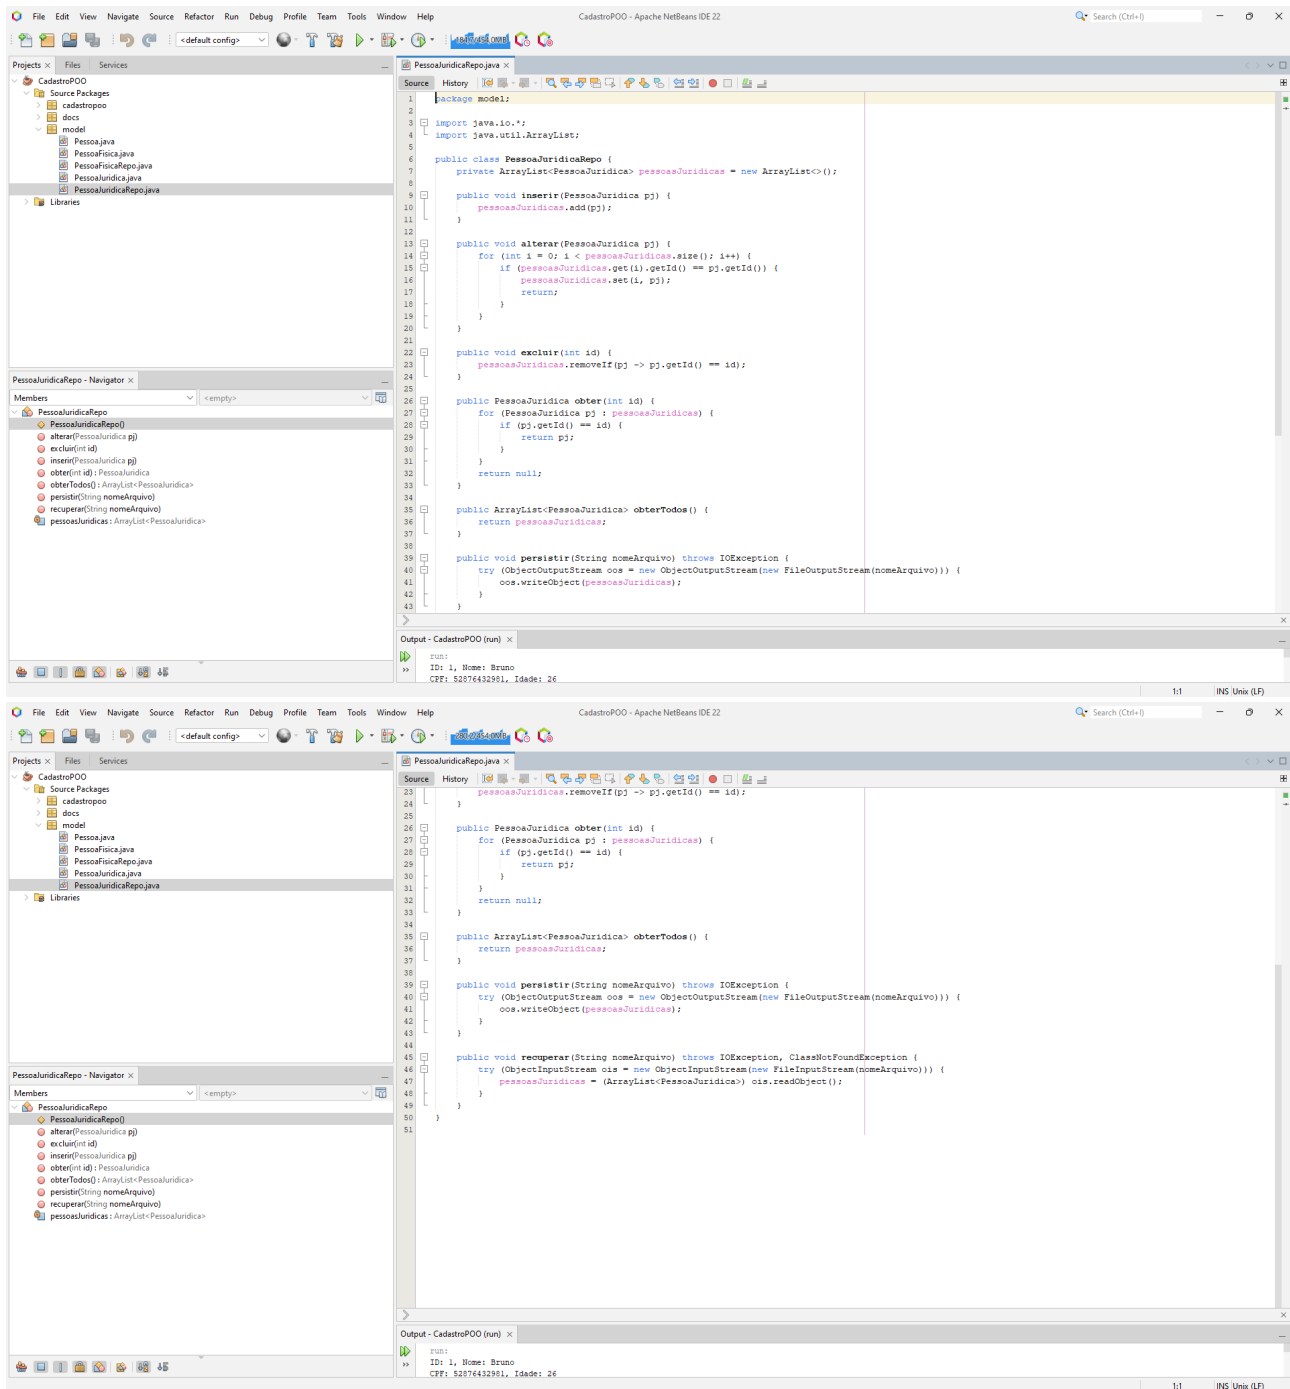 File Edit View Navigate Source Refactor Run Debug Profile Team Tools Window Help
CadastroPOO - Apache NetBeans IDE 22
Search (Ctrl+I)
<default config>
Projects Files Services
CadastroPOO
Source Packages
cadastropoo
docs
model
Pessoa.java
PessoaFisica.java
PessoaFisicaRepo.java
PessoaJuridica.java
PessoaJuridicaRepo.java
Libraries
PessoaJuridicaRepo - Navigator
Members
<empty>
PessoaJuridicaRepo
PessoaJuridicaRepo()
alterar(PessoaJuridica pj)
excluir(int id)
inserir(PessoaJuridica pj)
obter(int id) : PessoaJuridica
obterTodos() : ArrayList<PessoaJuridica>
persistir(String nomeArquivo)
recuperar(String nomeArquivo)
pessoasJuridicas : ArrayList<PessoaJuridica>
PessoaJuridicaRepo.java
Source History
1 package model;
2
3 import java.io.*;
4 import java.util.ArrayList;
5
6 public class PessoaJuridicaRepo {
7 private ArrayList<PessoaJuridica> pessoasJuridicas = new ArrayList<>();
8
9 public void inserir(PessoaJuridica pj) {
10 pessoasJuridicas.add(pj);
11 }
12
13 public void alterar(PessoaJuridica pj) {
14 for (int i = 0; i < pessoasJuridicas.size(); i++) {
15 if (pessoasJuridicas.get(i).getId() == pj.getId()) {
16 pessoasJuridicas.set(i, pj);
17 return;
18 }
19 }
20 }
21
22 public void excluir(int id) {
23 pessoasJuridicas.removeIf(pj -> pj.getId() == id);
24 }
25
26 public PessoaJuridica obter(int id) {
27 for (PessoaJuridica pj : pessoasJuridicas) {
28 if (pj.getId() == id) {
29 return pj;
30 }
31 }
32 return null;
33 }
34
35 public ArrayList<PessoaJuridica> obterTodos() {
36 return pessoasJuridicas;
37 }
38
39 public void persistir(String nomeArquivo) throws IOException {
40 try (ObjectOutputStream oos = new ObjectOutputStream(new FileOutputStream(nomeArquivo))) {
41 oos.writeObject(pessoasJuridicas);
42 }
43 }
Output - CadastroPOO (run)
run:
ID: 1, Nome: Bruno
CPF: 52876432981, Idade: 26
1:1 INS Unix (LF)
File Edit View Navigate Source Refactor Run Debug Profile Team Tools Window Help
CadastroPOO - Apache NetBeans IDE 22
Search (Ctrl+I)
<default config>
Projects Files Services
CadastroPOO
Source Packages
cadastropoo
docs
model
Pessoa.java
PessoaFisica.java
PessoaFisicaRepo.java
PessoaJuridica.java
PessoaJuridicaRepo.java
Libraries
PessoaJuridicaRepo - Navigator
Members
<empty>
PessoaJuridicaRepo
PessoaJuridicaRepo()
alterar(PessoaJuridica pj)
excluir(int id)
inserir(PessoaJuridica pj)
obter(int id) : PessoaJuridica
obterTodos() : ArrayList<PessoaJuridica>
persistir(String nomeArquivo)
recuperar(String nomeArquivo)
pessoasJuridicas : ArrayList<PessoaJuridica>
PessoaJuridicaRepo.java
Source History
23 pessoasJuridicas.removeIf(pj -> pj.getId() == id);
24 }
25
26 public PessoaJuridica obter(int id) {
27 for (PessoaJuridica pj : pessoasJuridicas) {
28 if (pj.getId() == id) {
29 return pj;
30 }
31 }
32 return null;
33 }
34
35 public ArrayList<PessoaJuridica> obterTodos() {
36 return pessoasJuridicas;
37 }
38
39 public void persistir(String nomeArquivo) throws IOException {
40 try (ObjectOutputStream oos = new ObjectOutputStream(new FileOutputStream(nomeArquivo))) {
41 oos.writeObject(pessoasJuridicas);
42 }
43 }
44
45 public void recuperar(String nomeArquivo) throws IOException, ClassNotFoundException {
46 try (ObjectInputStream ois = new ObjectInputStream(new FileInputStream(nomeArquivo))) {
47 pessoasJuridicas = (ArrayList<PessoaJuridica>) ois.readObject();
48 }
49 }
50 }
51
Output - CadastroPOO (run)
run:
ID: 1, Nome: Bruno
CPF: 52876432981, Idade: 26
1:1 INS Unix (LF)